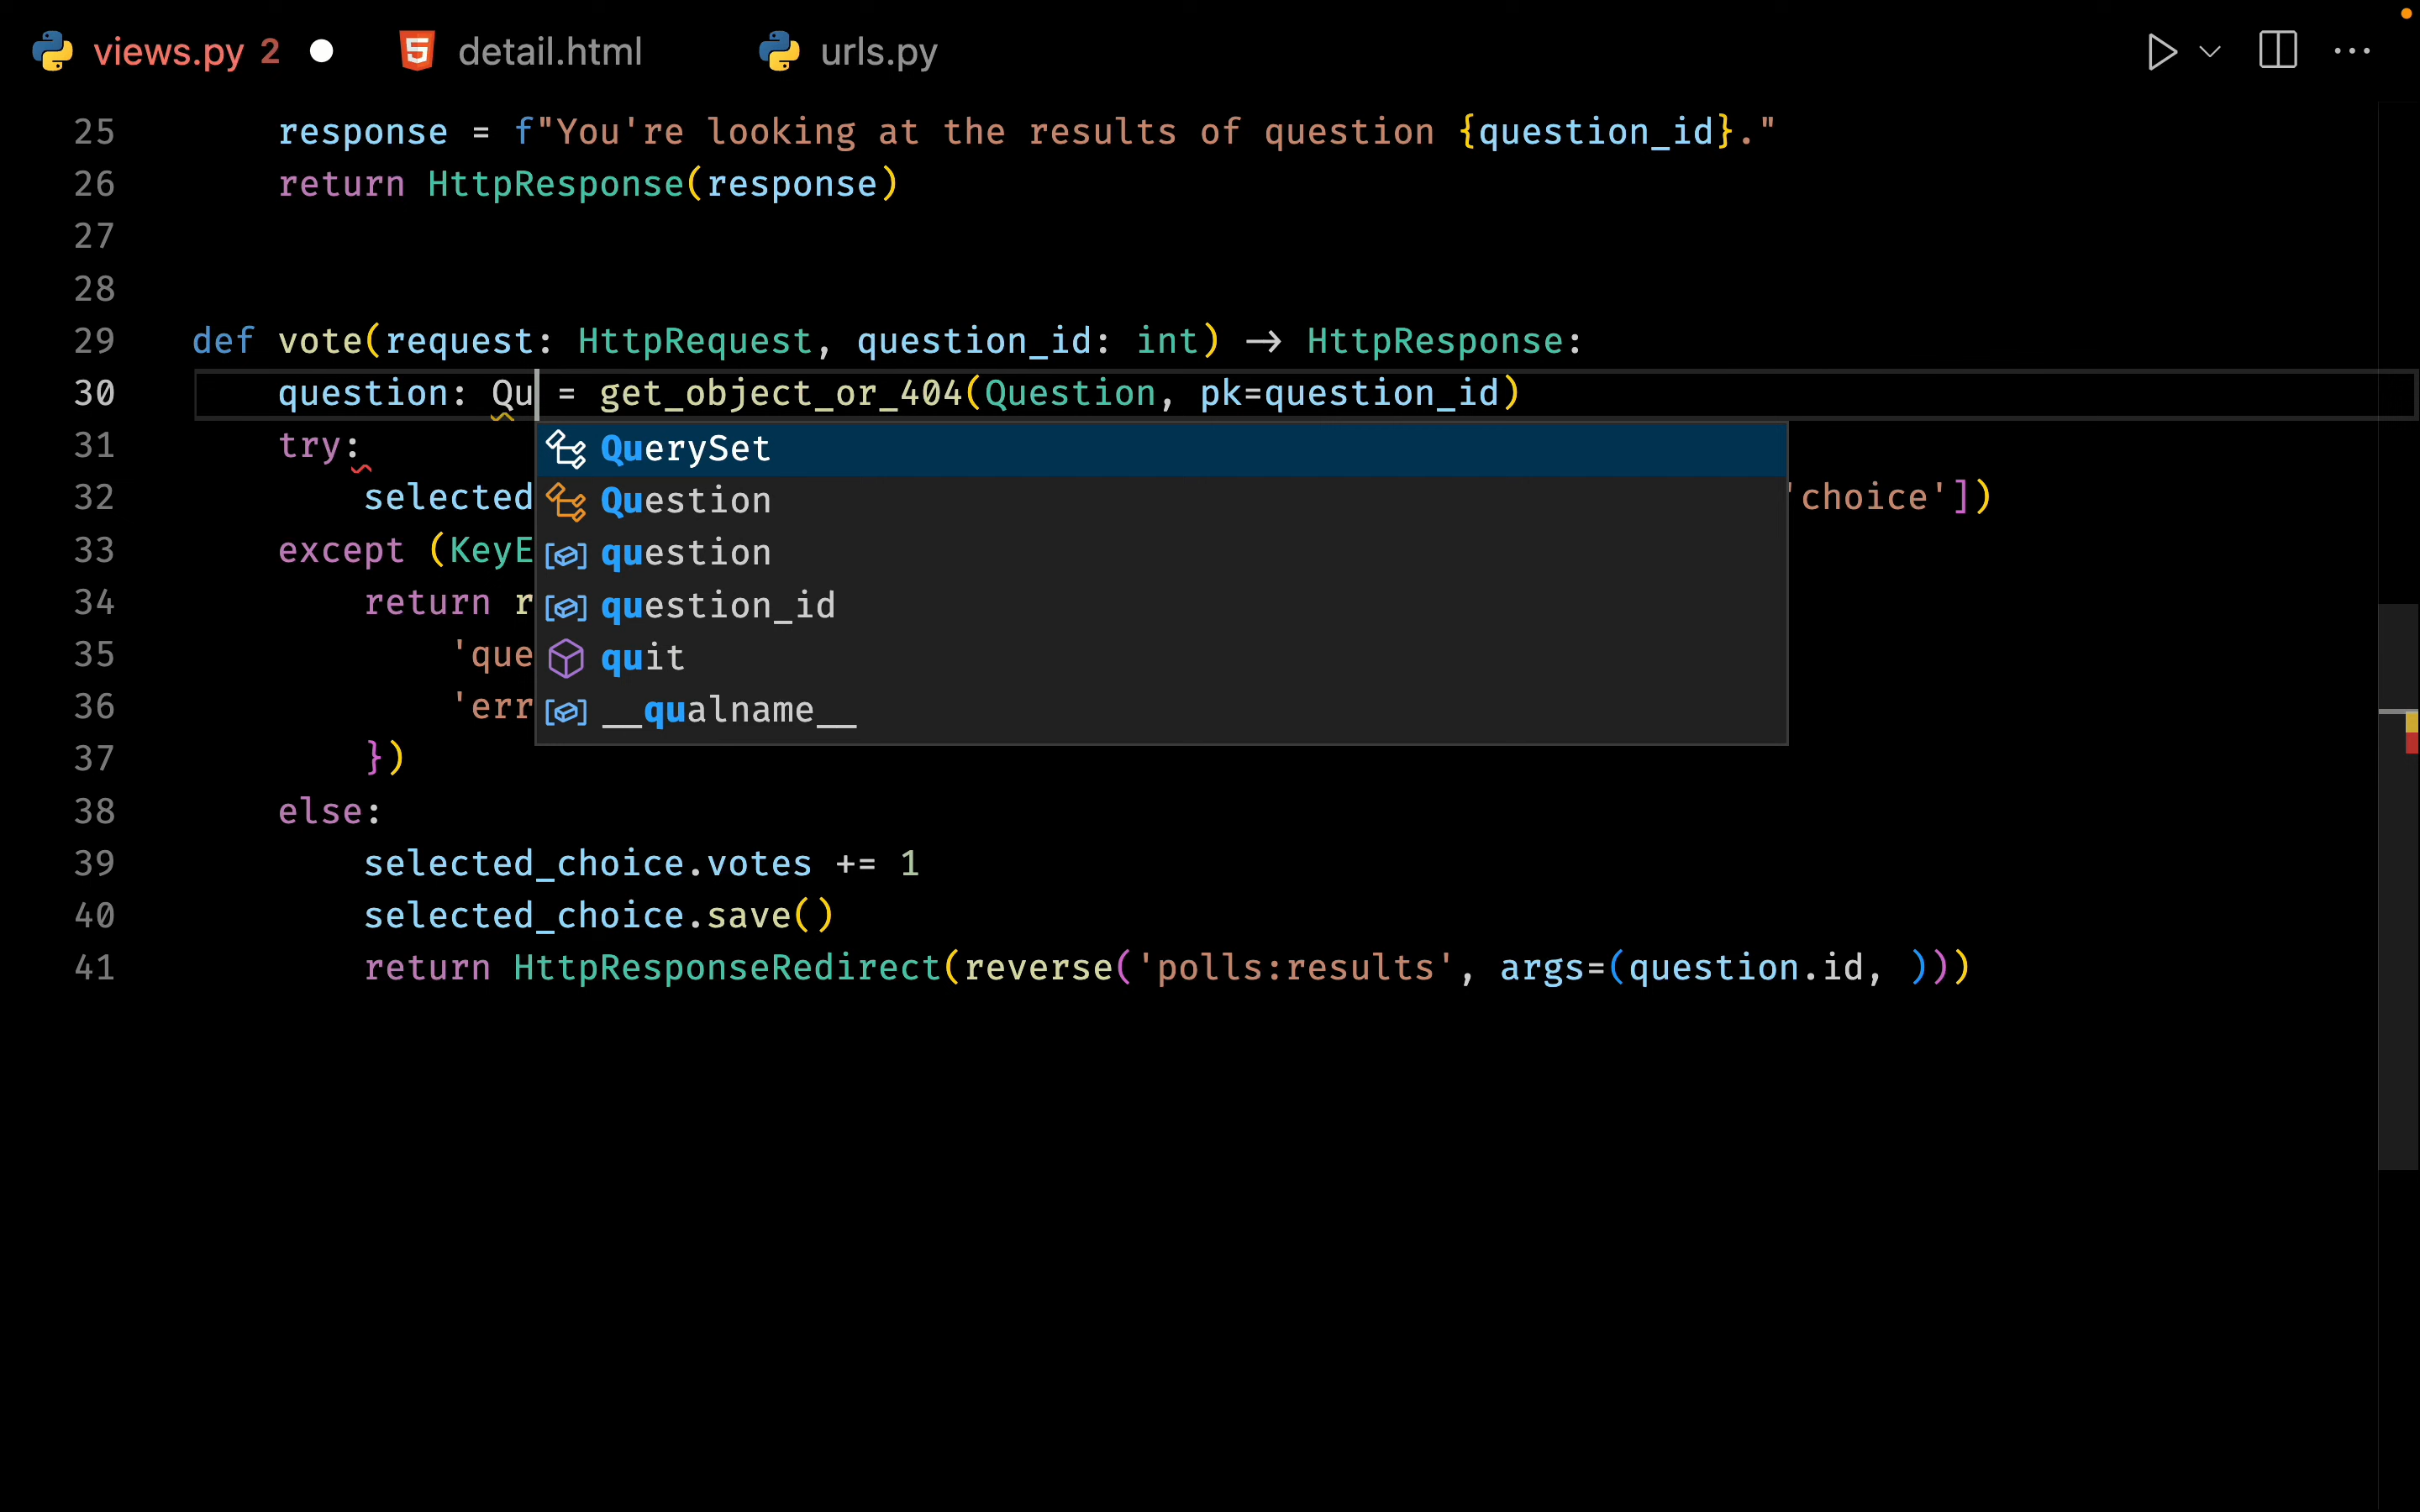 views.py 2 detail.html urls.py
25 response = f"You're looking at the results of question {question_id}."
26 return HttpResponse(response)
27
28
29 def vote(request: HttpRequest, question_id: int) → HttpResponse:
30 question: Qu = get_object_or_404(Question, pk=question_id)
31 try:
QuerySet
32 selected 'choice'])
Question
33 except (KeyE
question
34 return r
question_id
35 'que
quit
36 'err
__qualname__
37 })
38 else:
39 selected_choice.votes += 1
40 selected_choice.save()
41 return HttpResponseRedirect(reverse('polls:results', args=(question.id, )))